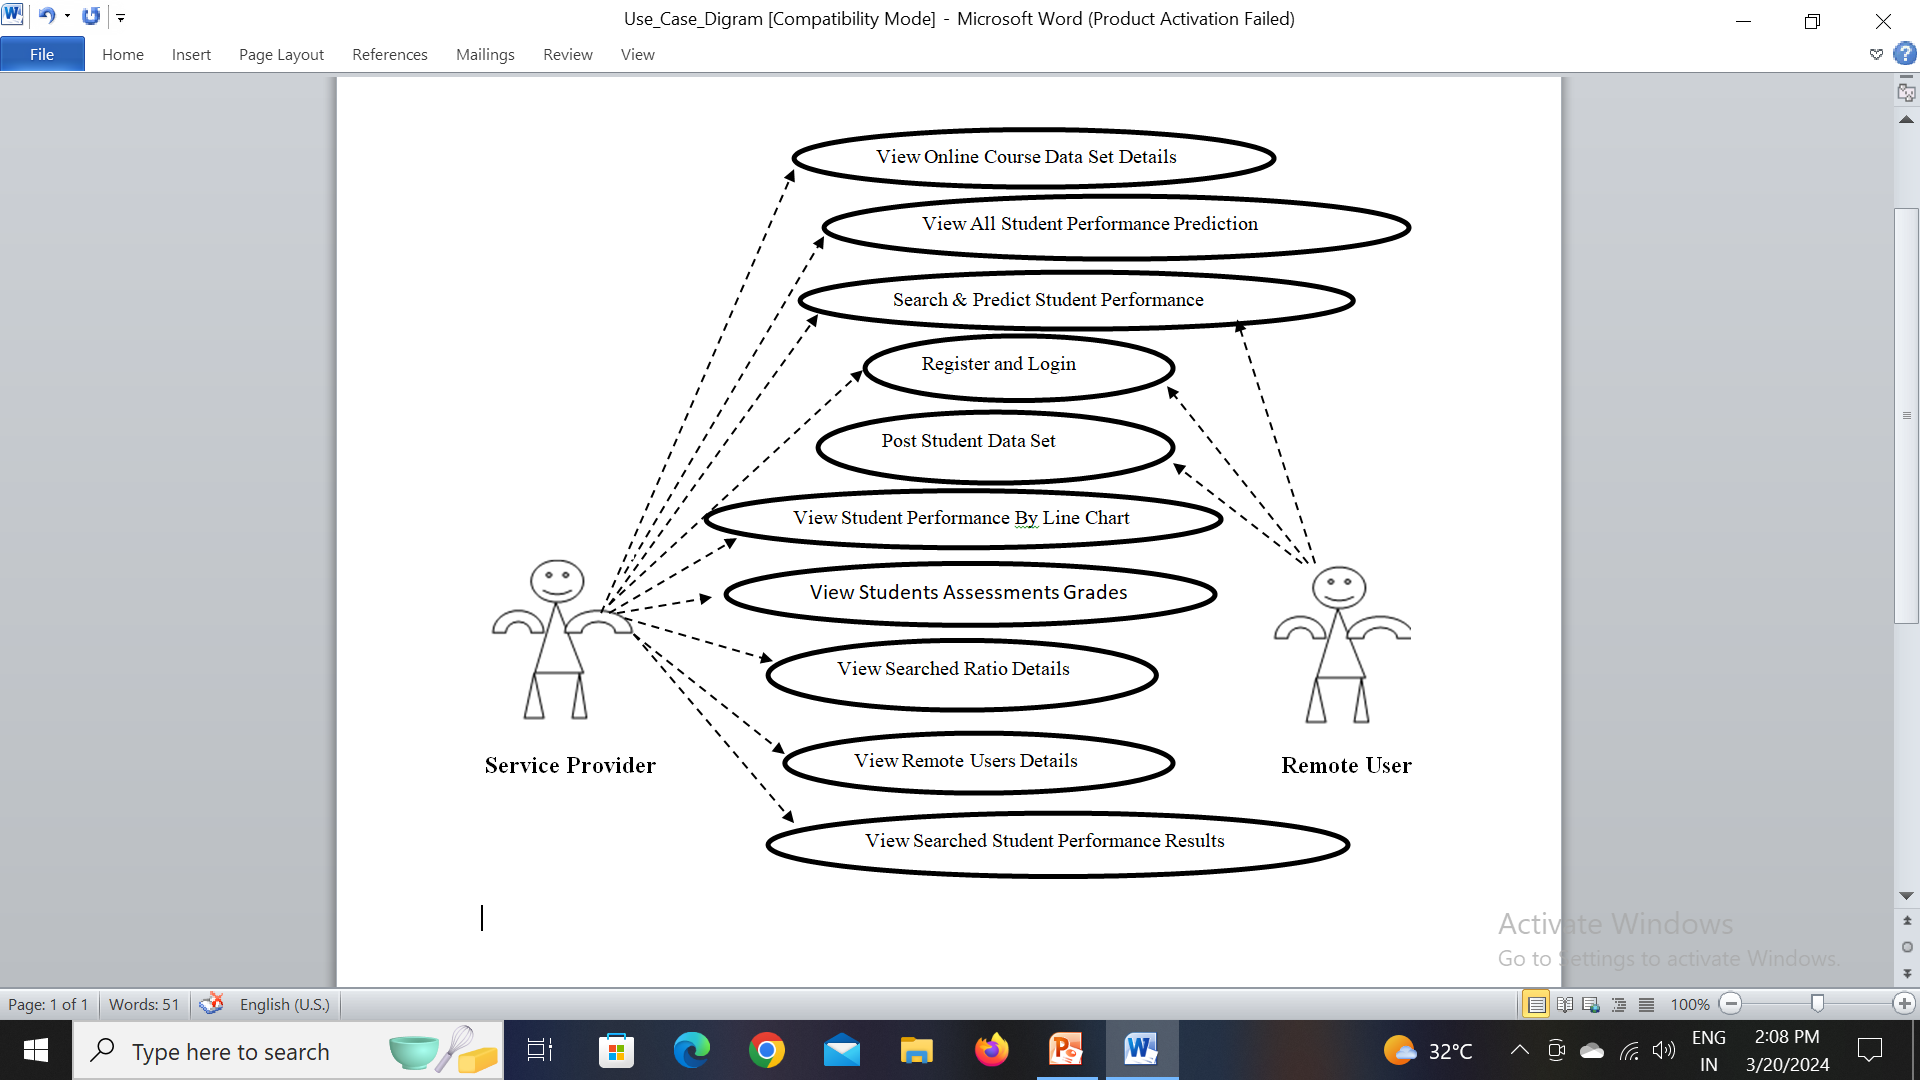 Use_Case_Digram [Compatibility Mode] - Microsoft Word (Product Activation Failed)
File Home Insert Page Layout References Mailings Review View
View Online Course Data Set Details
View All Student Performance Prediction
Search & Predict Student Performance
Register and Login
Post Student Data Set
View Student Performance By Line Chart
View Students Assessments Grades
View Searched Ratio Details
View Remote Users Details
Service Provider
Remote User
View Searched Student Performance Results
Activate Windows
Go to Settings to activate Windows.
Page: 1 of 1 Words: 51 English (U.S.) 100%
Type here to search
32°C
ENG
IN
2:08 PM
3/20/2024